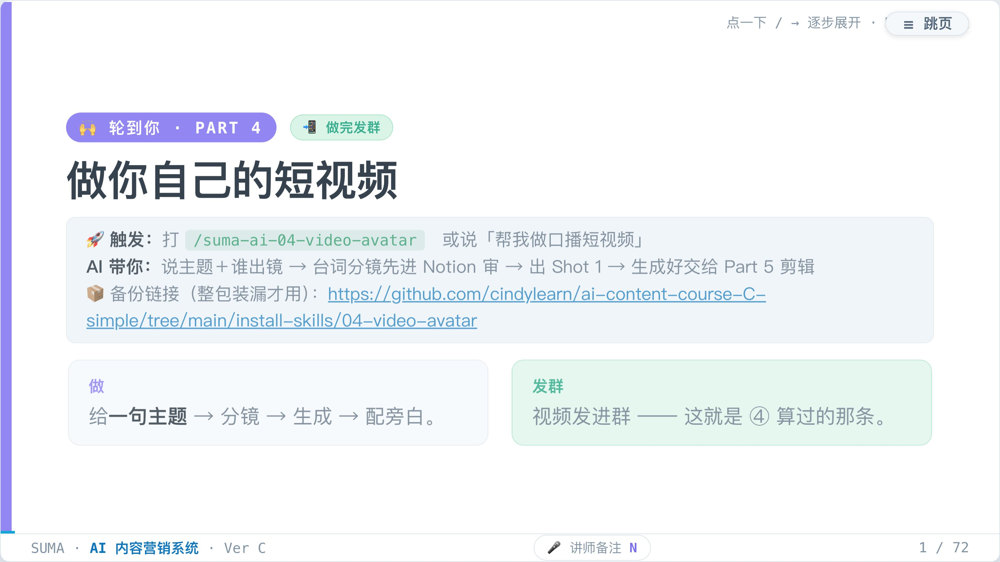 点一下 / → 逐步展开 ·
≡ 跳页
🙌 轮到你 · PART 4
📲 做完发群
做你自己的短视频
🚀 触发：打 /suma-ai-04-video-avatar 或说「帮我做口播短视频」
AI 带你：说主题＋谁出镜 → 台词分镜先进 Notion 审 → 出 Shot 1 → 生成好交给 Part 5 剪辑
📦 备份链接（整包装漏才用）：https://github.com/cindylearn/ai-content-course-C-
simple/tree/main/install-skills/04-video-avatar
做
给一句主题 → 分镜 → 生成 → 配旁白。
发群
视频发进群 —— 这就是 ④ 算过的那条。
SUMA · AI 内容营销系统 · Ver C
🎤 讲师备注 N
1 / 72